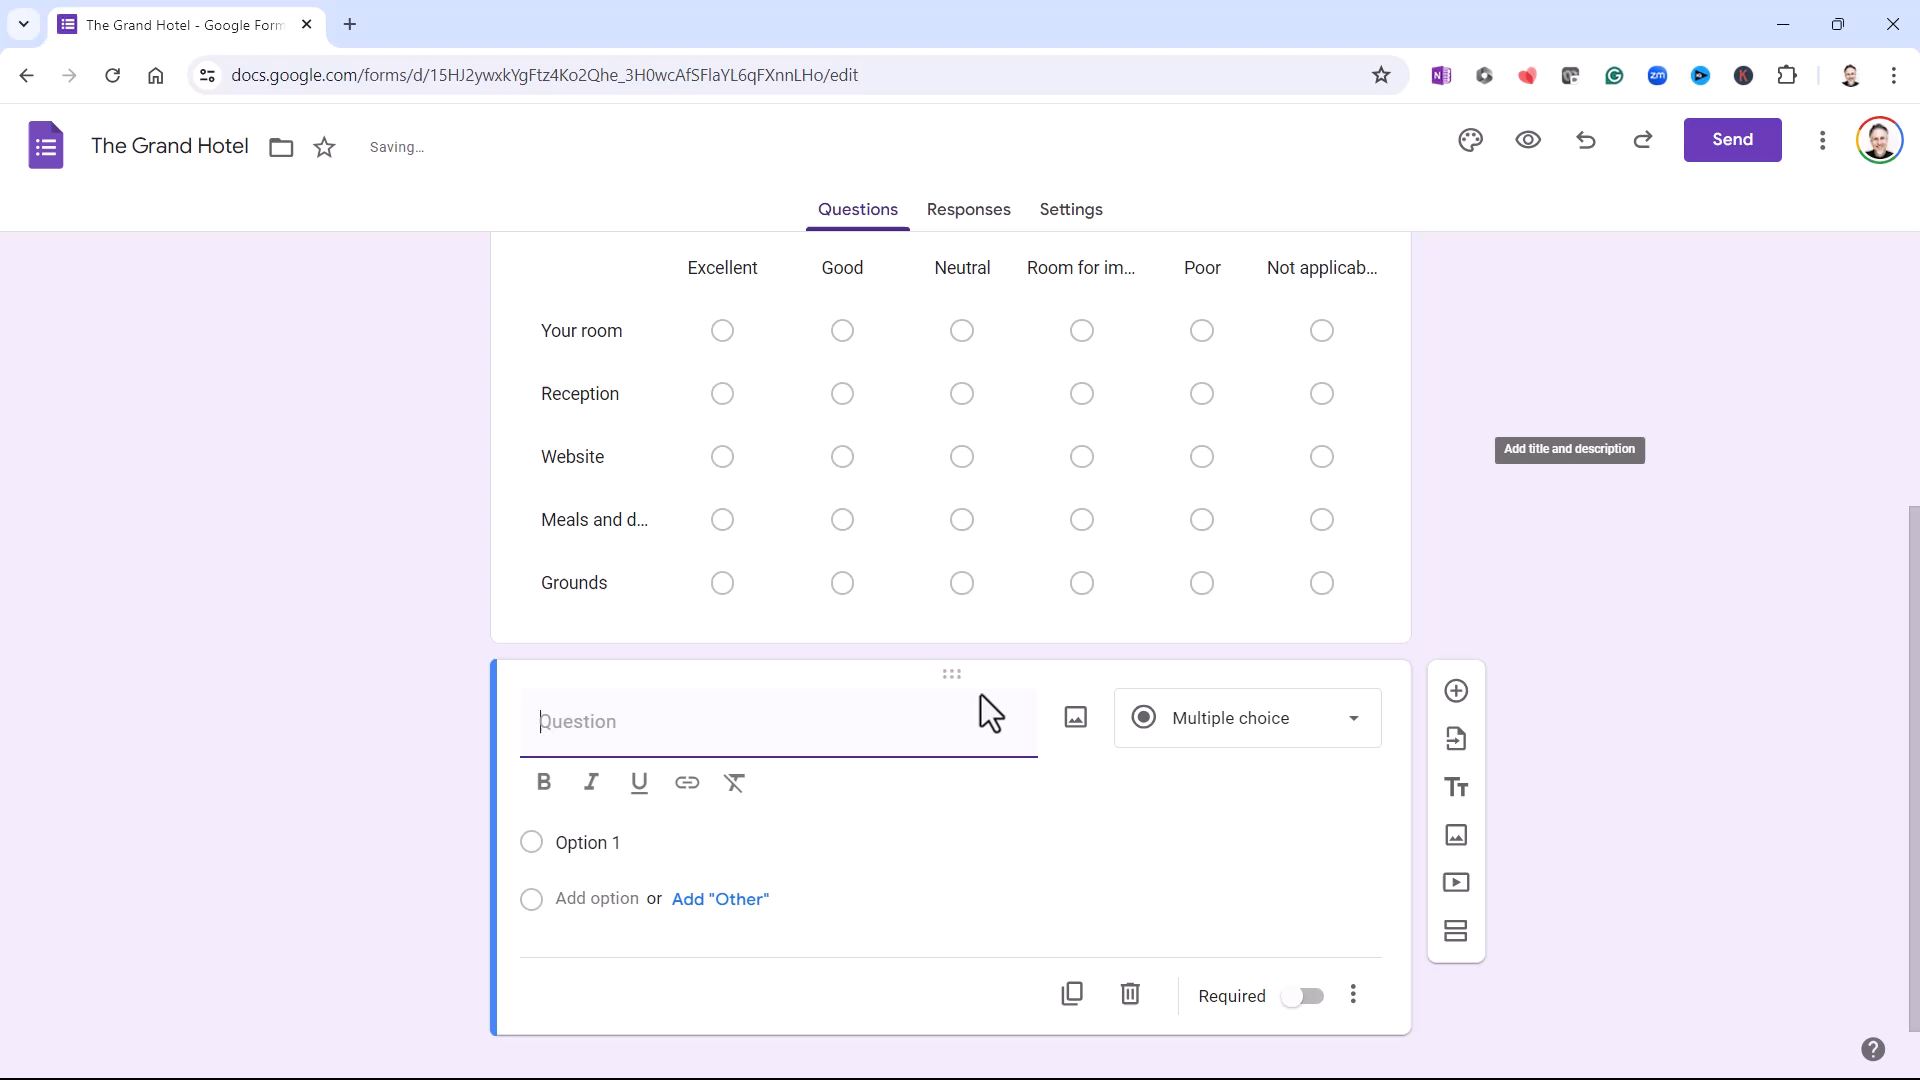 The Grand Hotel - Google Form
docs.google.com/forms/d/15HJ2ywxkYgFtz4Ko2Qhe_3H0wcAfSFlaYL6qFXnnLHo/edit
The Grand Hotel
Saving...
Send
Questions
Responses
Settings
Excellent Good Neutral Room for im... Poor Not applicab...
Your room
Reception
Website
Meals and d...
Grounds
Add title and description
Question
Multiple choice
B I U
Option 1
Add option or Add "Other"
Required
Tт